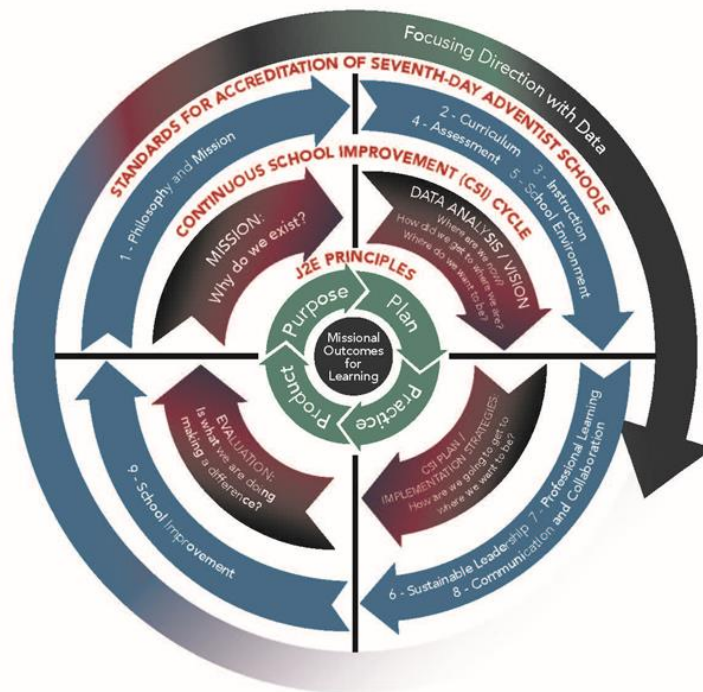 Focusing Direction with Data
STANDARDS FOR ACCREDITATION OF SEVENTH-DAY ADVENTIST SCHOOLS
1 - Philosophy and Mission
2 - Curriculum 3 - Instruction
4 - Assessment 5 - School Environment
CONTINUOUS SCHOOL IMPROVEMENT (CSI) CYCLE
MISSION:
Why do we exist?
DATA ANALYSIS / VISION
Where are we now?
How did we get to where we are?
Where do we want to be?
J2E PRINCIPLES
Purpose
Plan
Practice
Product
Missional
Outcomes
for
Learning
CSI PLAN /
IMPLEMENTATION STRATEGIES:
How are we going to get to
where we want to be?
EVALUATION:
Is what we are doing
making a difference?
6 - Sustainable Leadership 7 - Professional Learning
8 - Communication and Collaboration
9 - School Improvement